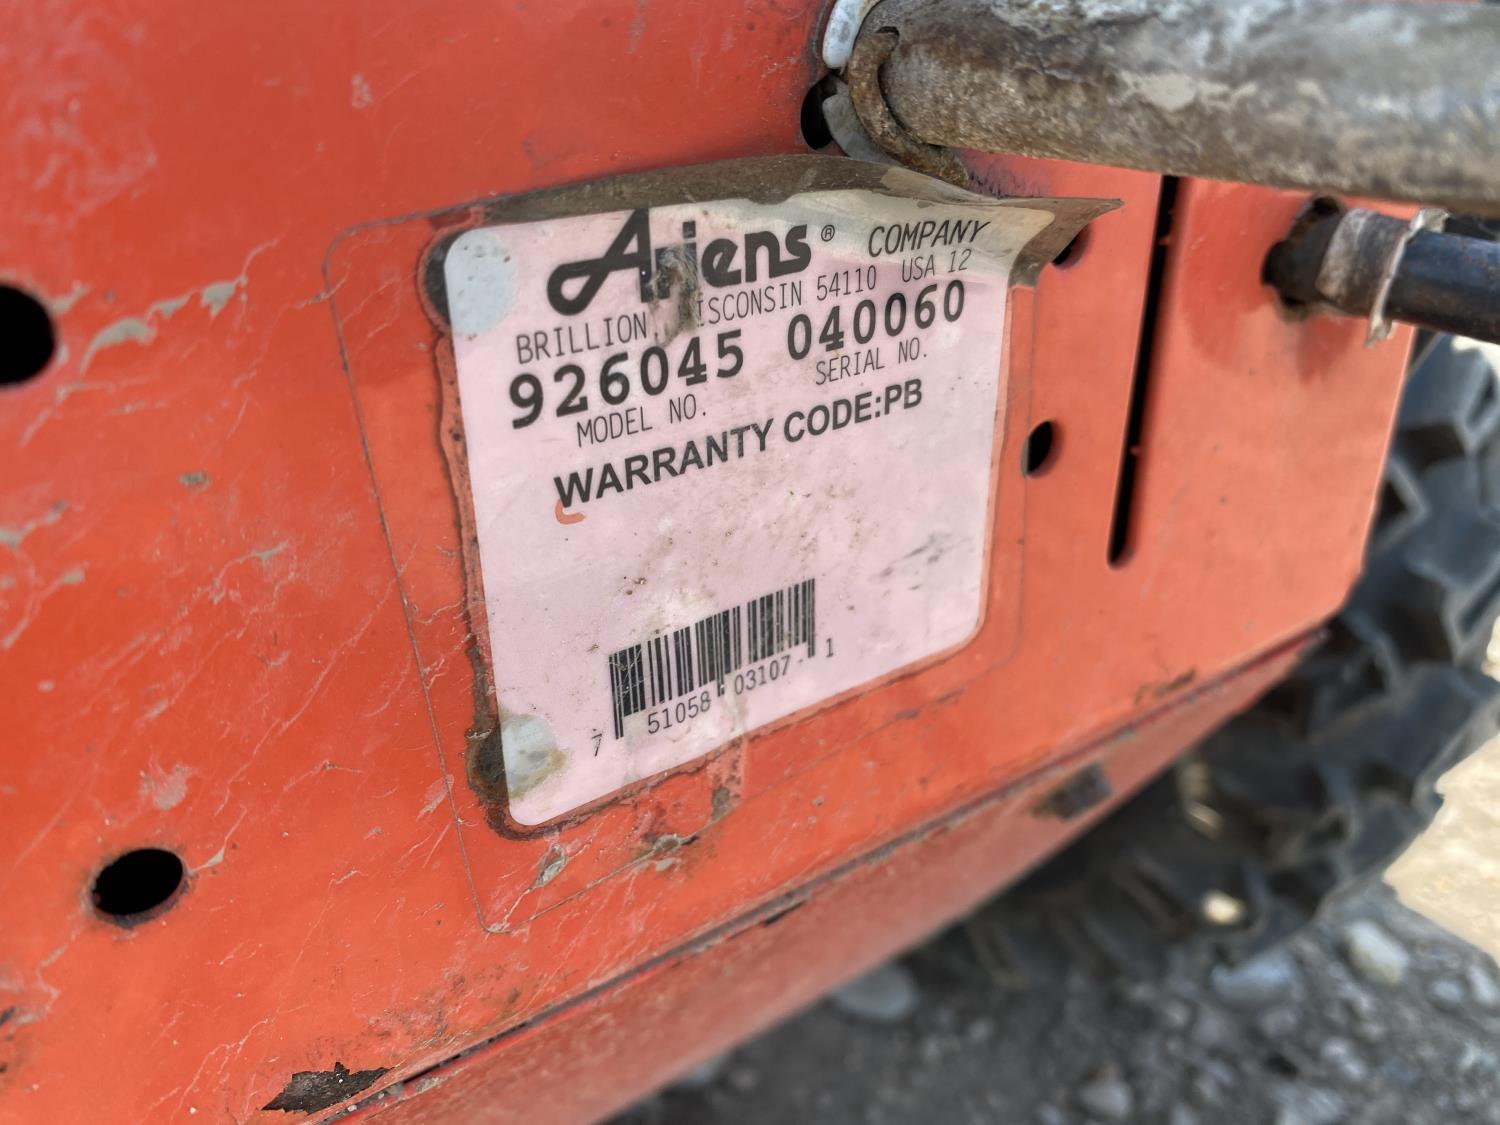 Ariens® COMPANY
BRILLION, WISCONSIN 54110 USA 12
926045 040060
MODEL NO. SERIAL NO.
WARRANTY CODE:PB
7 51058 03107 1